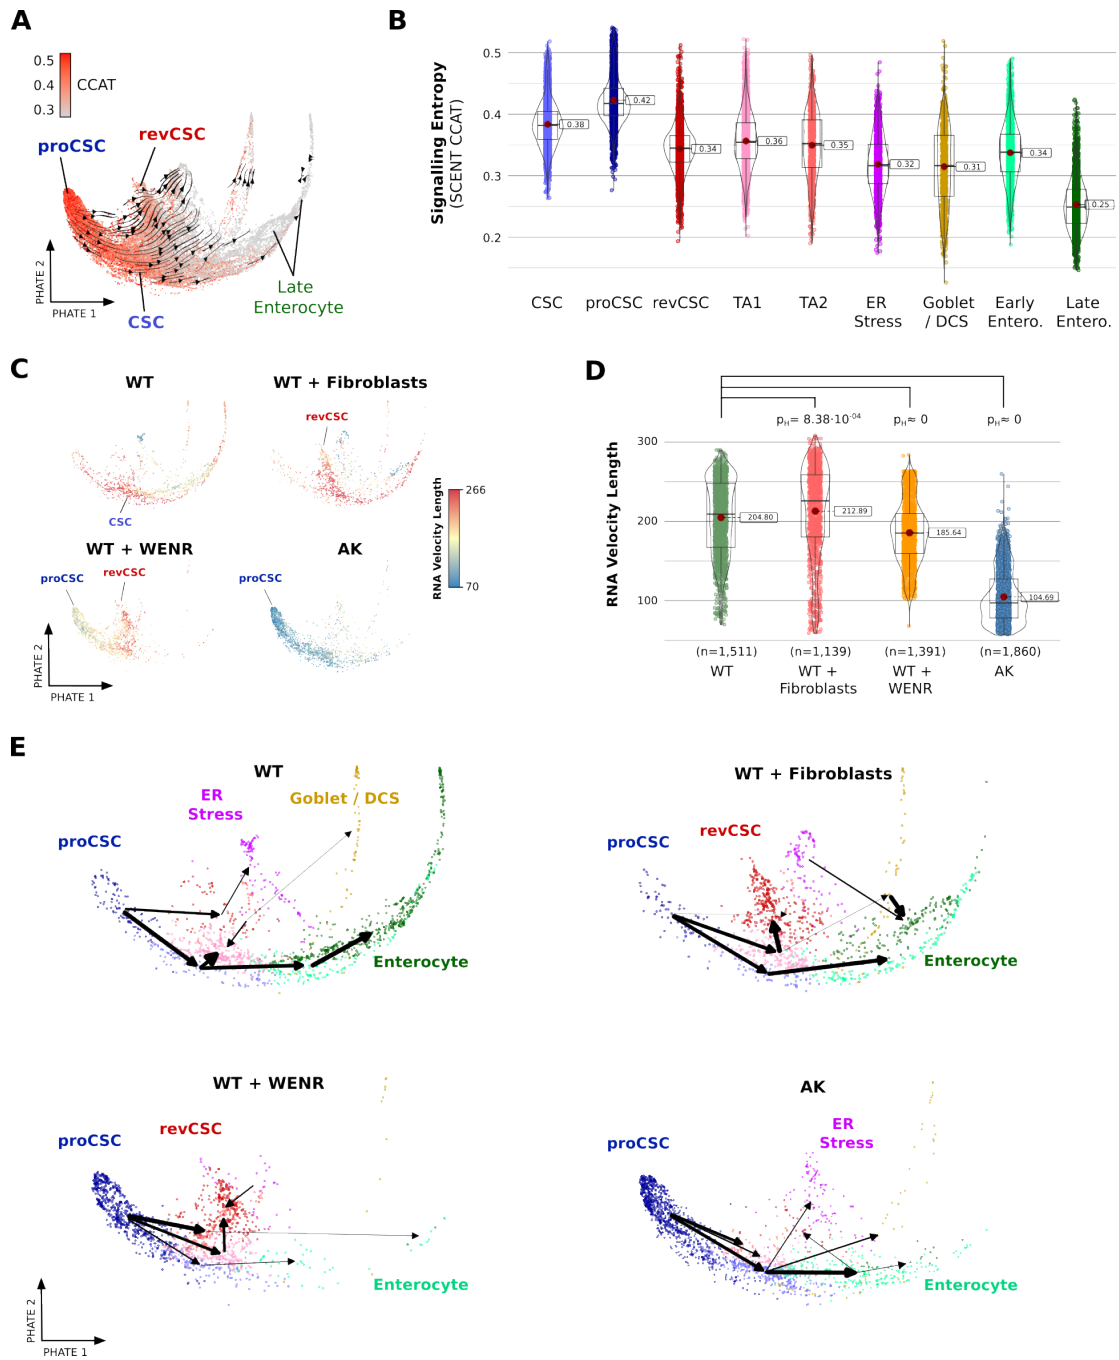 A
0.5
0.4
0.3
CCAT
proCSC
revCSC
CSC
Late
Enterocyte
PHATE 2
PHATE 1
B
Signalling Entropy
(SCENT CCAT)
0.5
0.4
0.3
0.2
0.38
0.42
0.34
0.36
0.35
0.32
0.31
0.34
0.25
CSC
proCSC
revCSC
TA1
TA2
ER
Stress
Goblet
/ DCS
Early
Entero.
Late
Entero.
C
WT
WT + Fibroblasts
revCSC
CSC
WT + WENR
AK
proCSC
revCSC
proCSC
RNA Velocity Length
266
70
PHATE 2
PHATE 1
D
pH= 8.38·10-04
pH≈ 0
pH≈ 0
RNA Velocity Length
300
200
100
204.80
212.89
185.64
104.69
(n=1,511)
WT
(n=1,139)
WT +
Fibroblasts
(n=1,391)
WT +
WENR
(n=1,860)
AK
E
WT
proCSC
ER
Stress
Goblet / DCS
Enterocyte
WT + Fibroblasts
proCSC
revCSC
Enterocyte
WT + WENR
proCSC
revCSC
Enterocyte
AK
proCSC
ER
Stress
Enterocyte
PHATE 2
PHATE 1